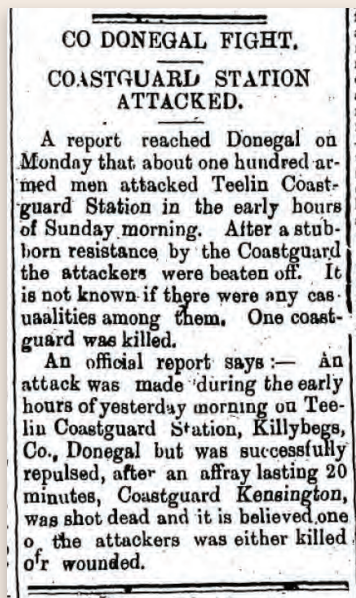 CO DONEGAL FIGHT.
COASTGUARD STATION
ATTACKED.
A report reached Donegal on
Monday that about one hundred ar-
med men attacked Teelin Coast-
guard Station in the early hours
of Sunday morning. After a stub-
born resistance by the Coastguard
the attackers were beaten off. It
is not known if there were any cas-
uaalities among them. One coast-
guard was killed.
An official report says :— An
attack was made during the early
hours of yesterday morning on Tee-
lin Coastguard Station, Killybegs,
Co., Donegal but was successfully
repulsed, after an affray lasting 20
minutes, Coastguard Kensington,
was shot dead and it is believed one
o the attackers was either killed
ofr wounded.